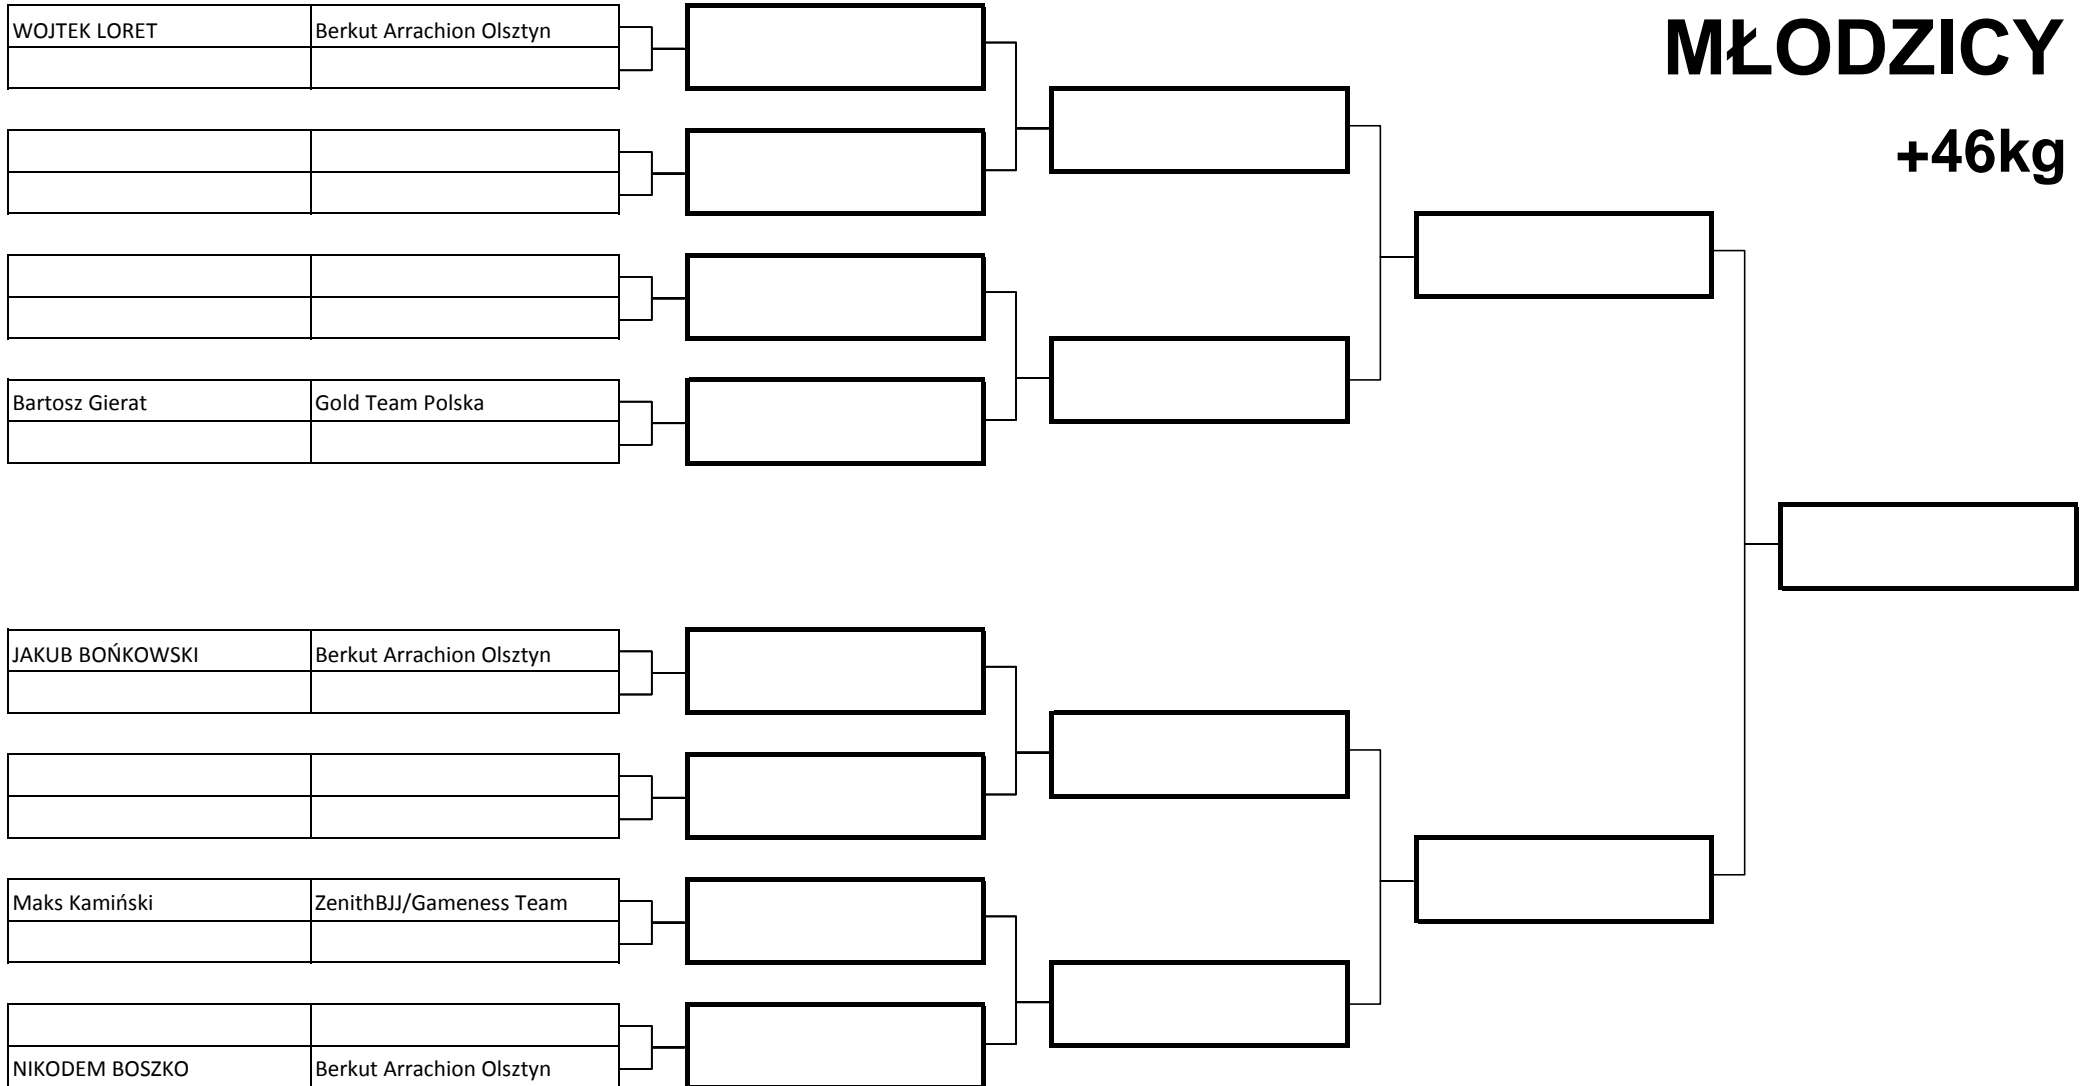 MŁODZICY
+46kg
WOJTEK LORET Berkut Arrachion Olsztyn
Bartosz Gierat Gold Team Polska
JAKUB BOŃKOWSKI Berkut Arrachion Olsztyn
Maks Kamiński ZenithBJJ/Gameness Team
NIKODEM BOSZKO Berkut Arrachion Olsztyn